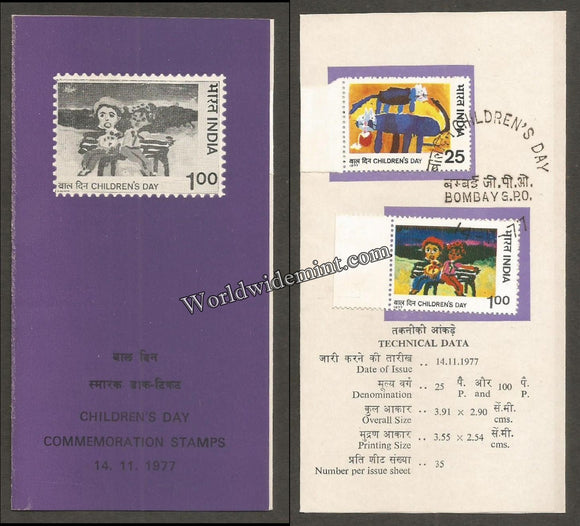 भारत INDIA
बाल दिन CHILDREN'S DAY
1.00
बाल दिन
स्मारक डाक-टिकट
CHILDREN'S DAY
COMMEMORATION STAMPS
14. 11. 1977
भारत INDIA
25
बाल दिन CHILDREN'S DAY
1977
CHILDREN'S DAY
बम्बई जी.पी.ओ.
BOMBAY G.P.O.
भारत INDIA
बाल दिन CHILDREN'S DAY
1977
1.00
Worldwidemint.com
तकनीकी आंकड़े
TECHNICAL DATA
जारी करने की तारीख .. 14.11.1977
Date of Issue
मूल्य वर्ग .. 25 पै. और 100 पै.
Denomination P. and P.
कुल आकार .. 3.91 × 2.90 सें.मी.
Overall Size cms.
मुद्रण आकार .. 3.55 × 2.54 सें.मी.
Printing Size cms.
प्रति शीट संख्या .. 35
Number per issue sheet